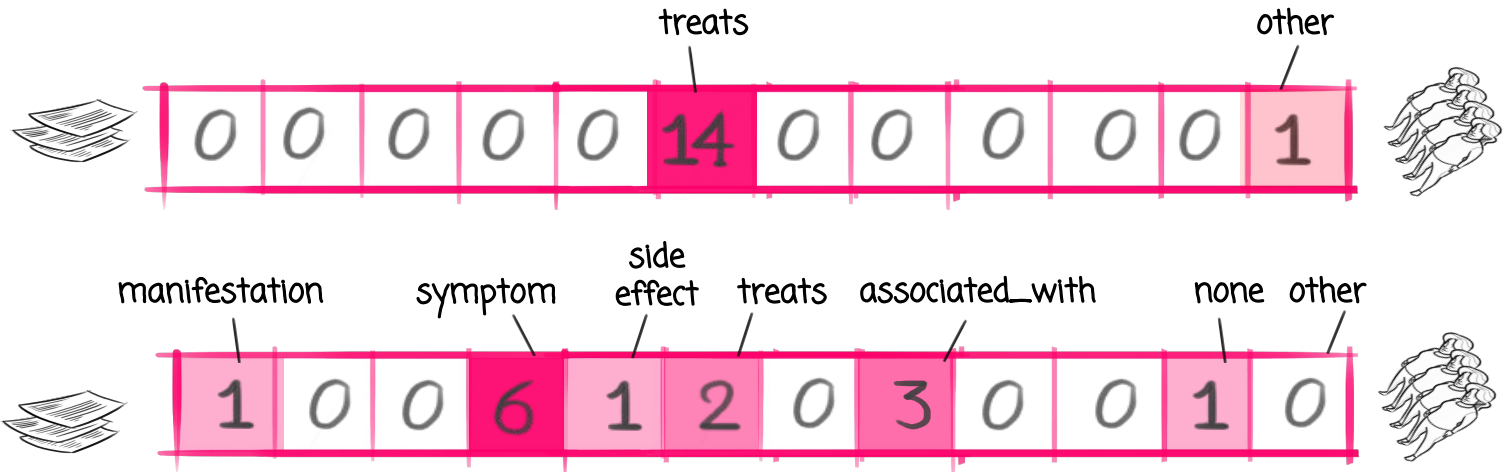 treats other
0 0 0 0 0 14 0 0 0 0 0 1
side
manifestation symptom effect treats associated_with none other
1 0 0 6 1 2 0 3 0 0 1 0